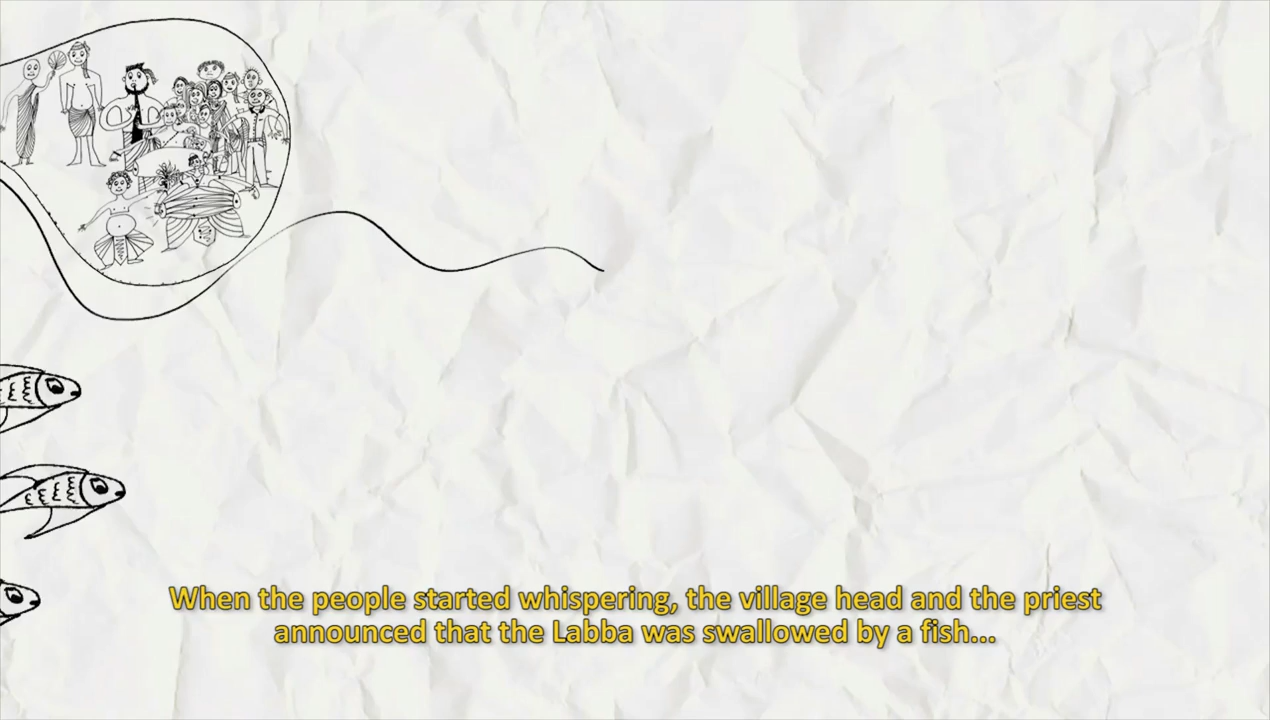 When the people started whispering, the village head and the priest
announced that the Labba was swallowed by a fish...